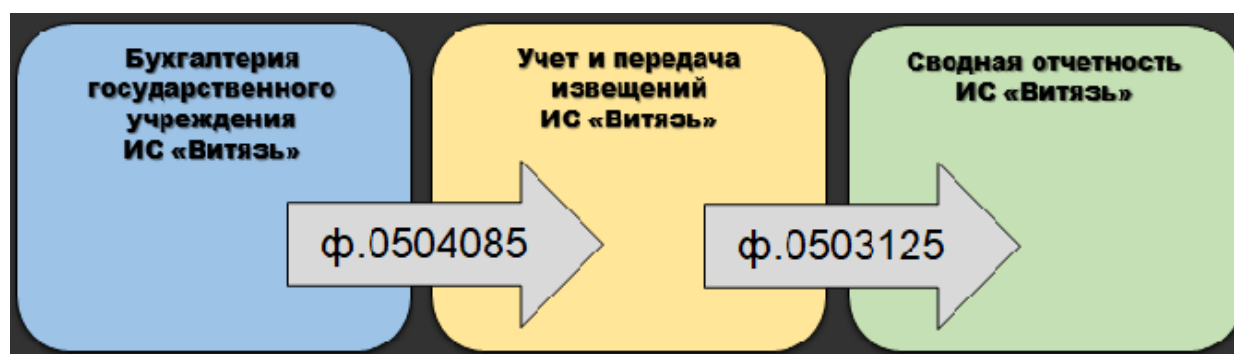 Бухгалтерия
государственного
учреждения
ИС «Витязь»
Учет и передача
извещений
ИС «Витязь»
Сводная отчетность
ИС «Витязь»
ф.0504085
ф.0503125